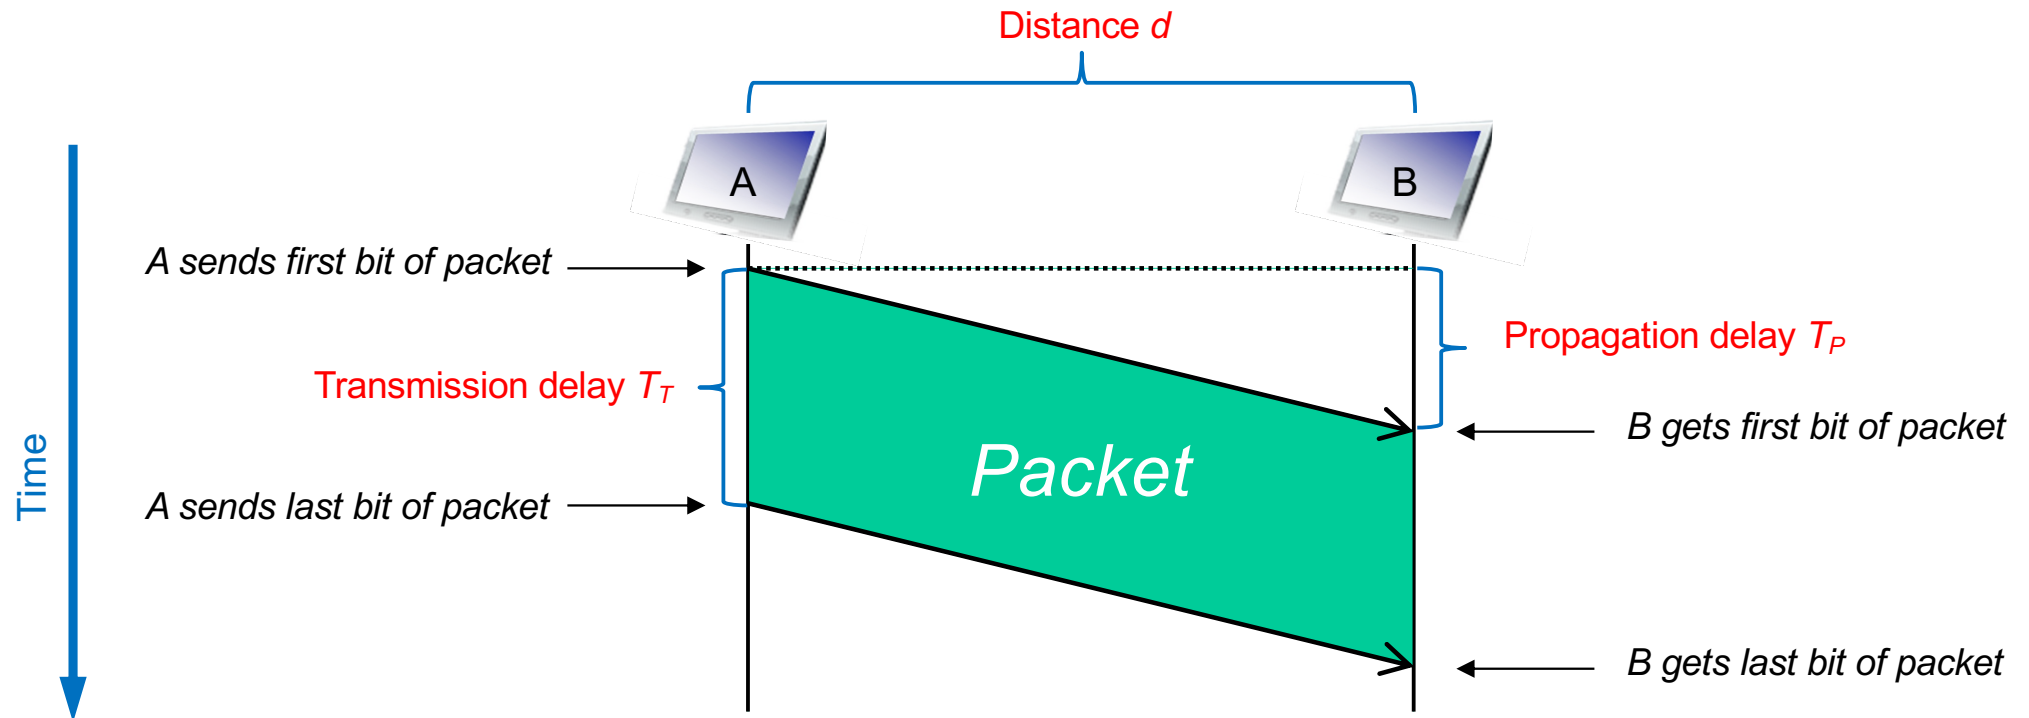 Distance d
A
B
A sends first bit of packet
Propagation delay T_P
Transmission delay T_T
B gets first bit of packet
Packet
Time
A sends last bit of packet
B gets last bit of packet